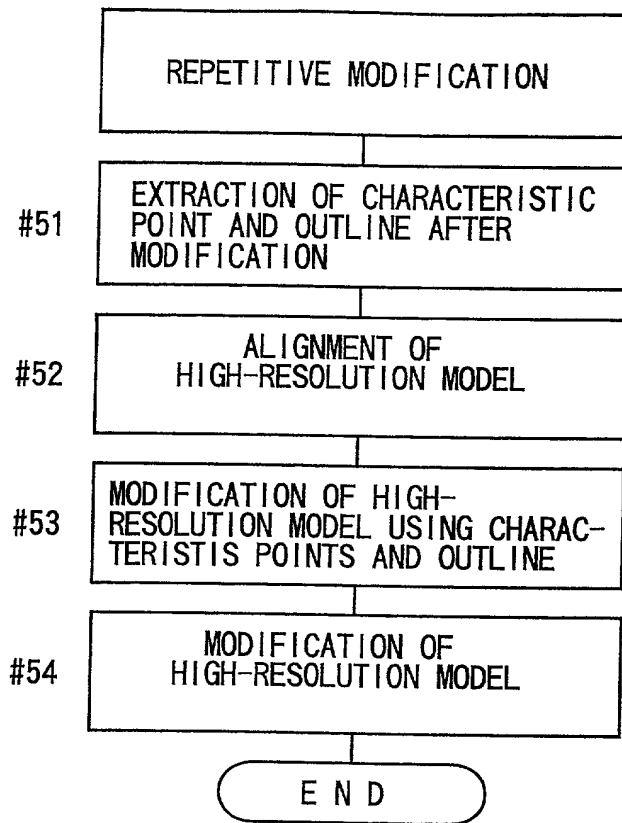 REPETITIVE MODIFICATION
#51
EXTRACTION OF CHARACTERISTIC
POINT AND OUTLINE AFTER
MODIFICATION
#52
ALIGNMENT OF
HIGH-RESOLUTION MODEL
#53
MODIFICATION OF HIGH-
RESOLUTION MODEL USING CHARAC-
TERISTIS POINTS AND OUTLINE
#54
MODIFICATION OF
HIGH-RESOLUTION MODEL
END